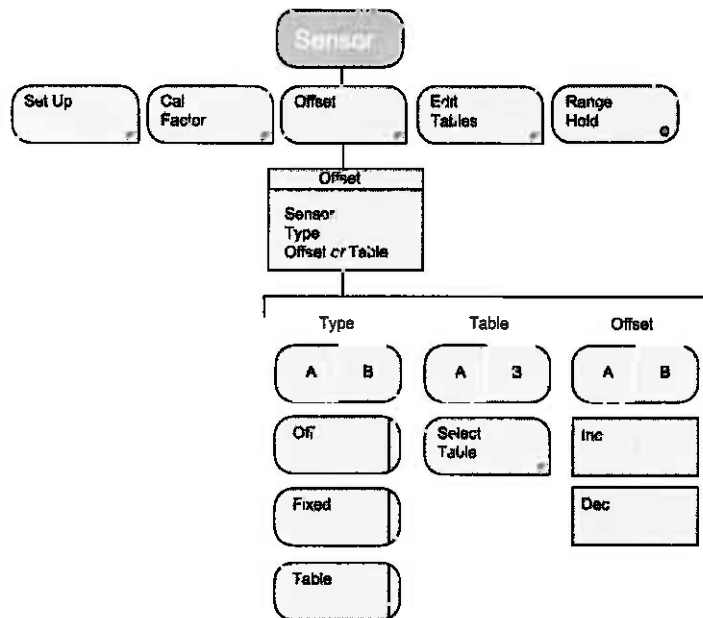 Sensor
Set Up
Cal
Factor
Offset
Edit
Tables
Range
Hold
Offset
Sensor
Type
Offset or Table
Type
Table
Offset
A B
A B
A B
Off
Select
Table
Inc
Fixed
Dec
Table